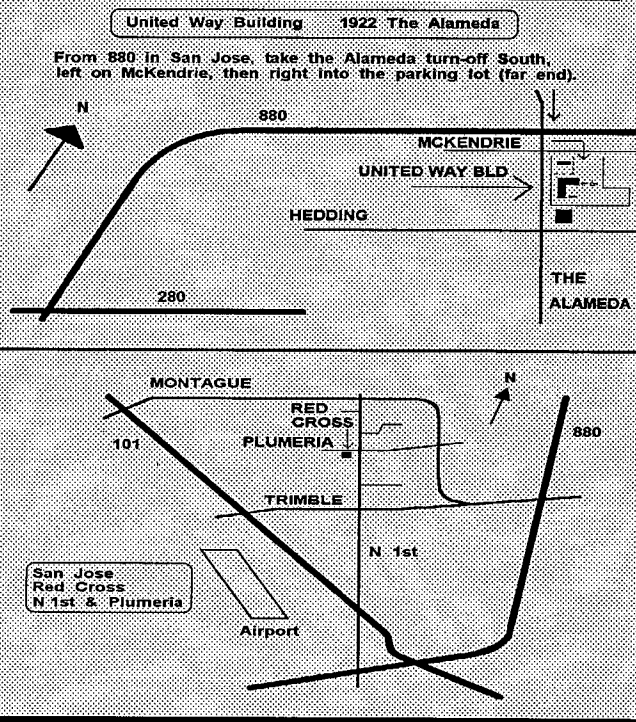 United Way Building 1922 The Alameda
From 880 in San Jose, take the Alameda turn-off South,
left on McKendrie, then right into the parking lot (far end).
N
880
MCKENDRIE
UNITED WAY BLD
HEDDING
280
THE
ALAMEDA
MONTAGUE
N
RED
CROSS
880
101
PLUMERIA
TRIMBLE
N 1st
San Jose
Red Cross
N 1st & Plumeria
Airport